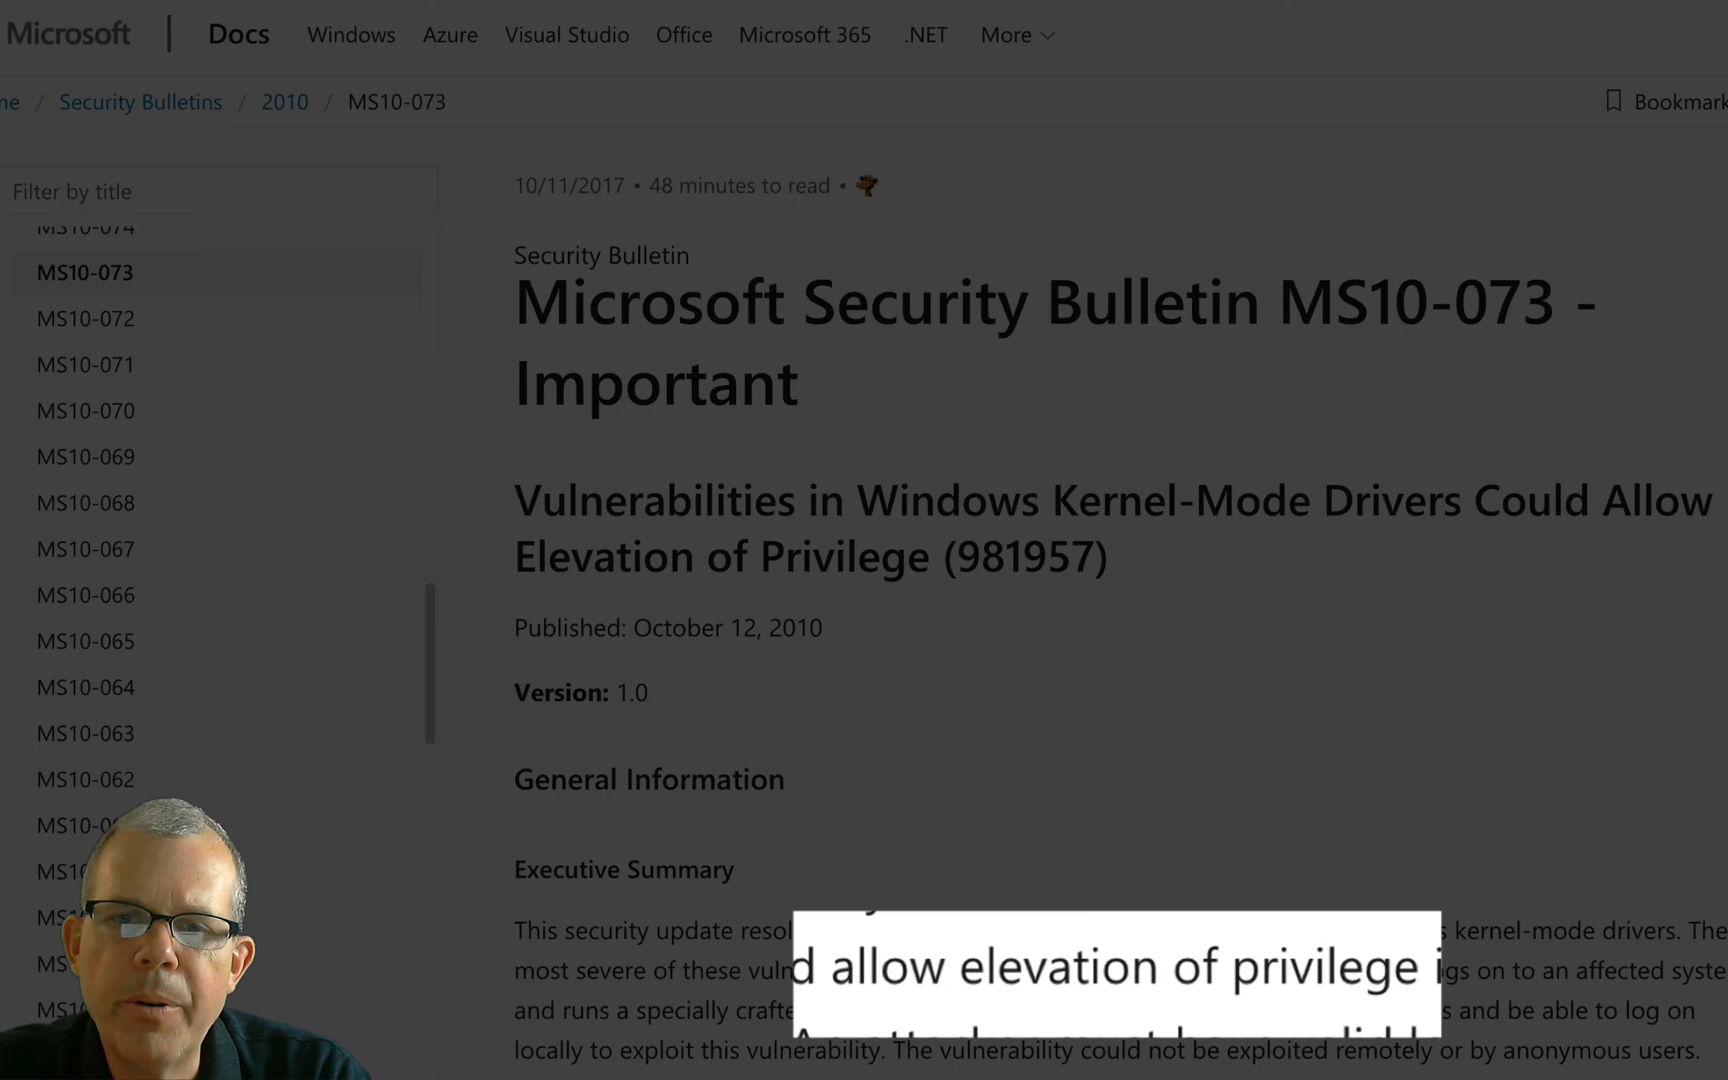 Microsoft | Docs Windows Azure Visual Studio Office Microsoft 365 .NET More
me / Security Bulletins / 2010 / MS10-073 Bookmark
Filter by title
10/11/2017 • 48 minutes to read •
MS10-074
MS10-073
MS10-072
MS10-071
MS10-070
MS10-069
MS10-068
MS10-067
MS10-066
MS10-065
MS10-064
MS10-063
MS10-062
Security Bulletin
Microsoft Security Bulletin MS10-073 -
Important
Vulnerabilities in Windows Kernel-Mode Drivers Could Allow
Elevation of Privilege (981957)
Published: October 12, 2010
Version: 1.0
General Information
Executive Summary
This security update resol s kernel-mode drivers. The
most severe of these vuln gs on to an affected syste
d allow elevation of privilege i
and runs a specially crafte s and be able to log on
locally to exploit this vulnerability. The vulnerability could not be exploited remotely or by anonymous users.